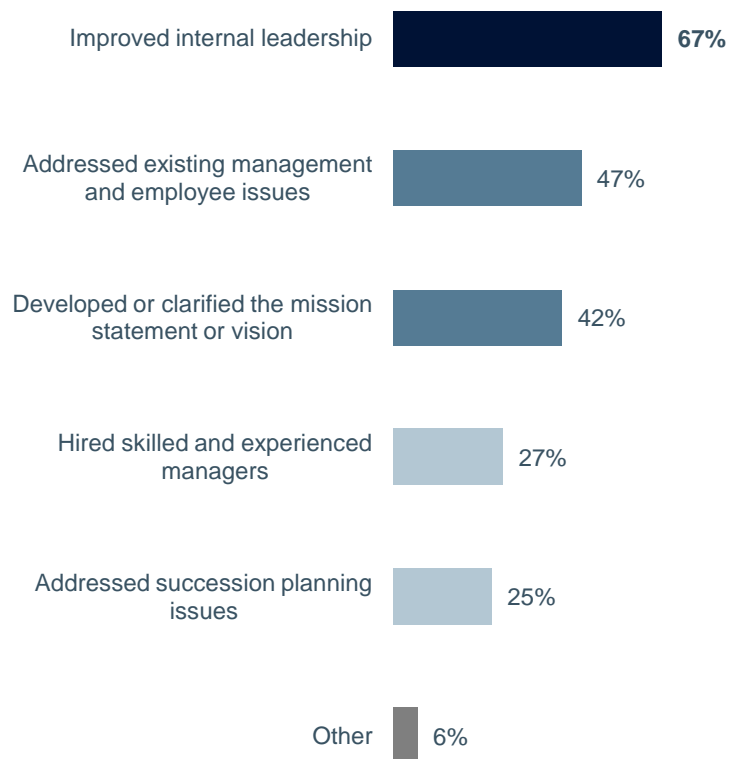 Improved internal leadership
67%
Addressed existing management
and employee issues
47%
Developed or clarified the mission
statement or vision
42%
Hired skilled and experienced
managers
27%
Addressed succession planning
issues
25%
Other
6%